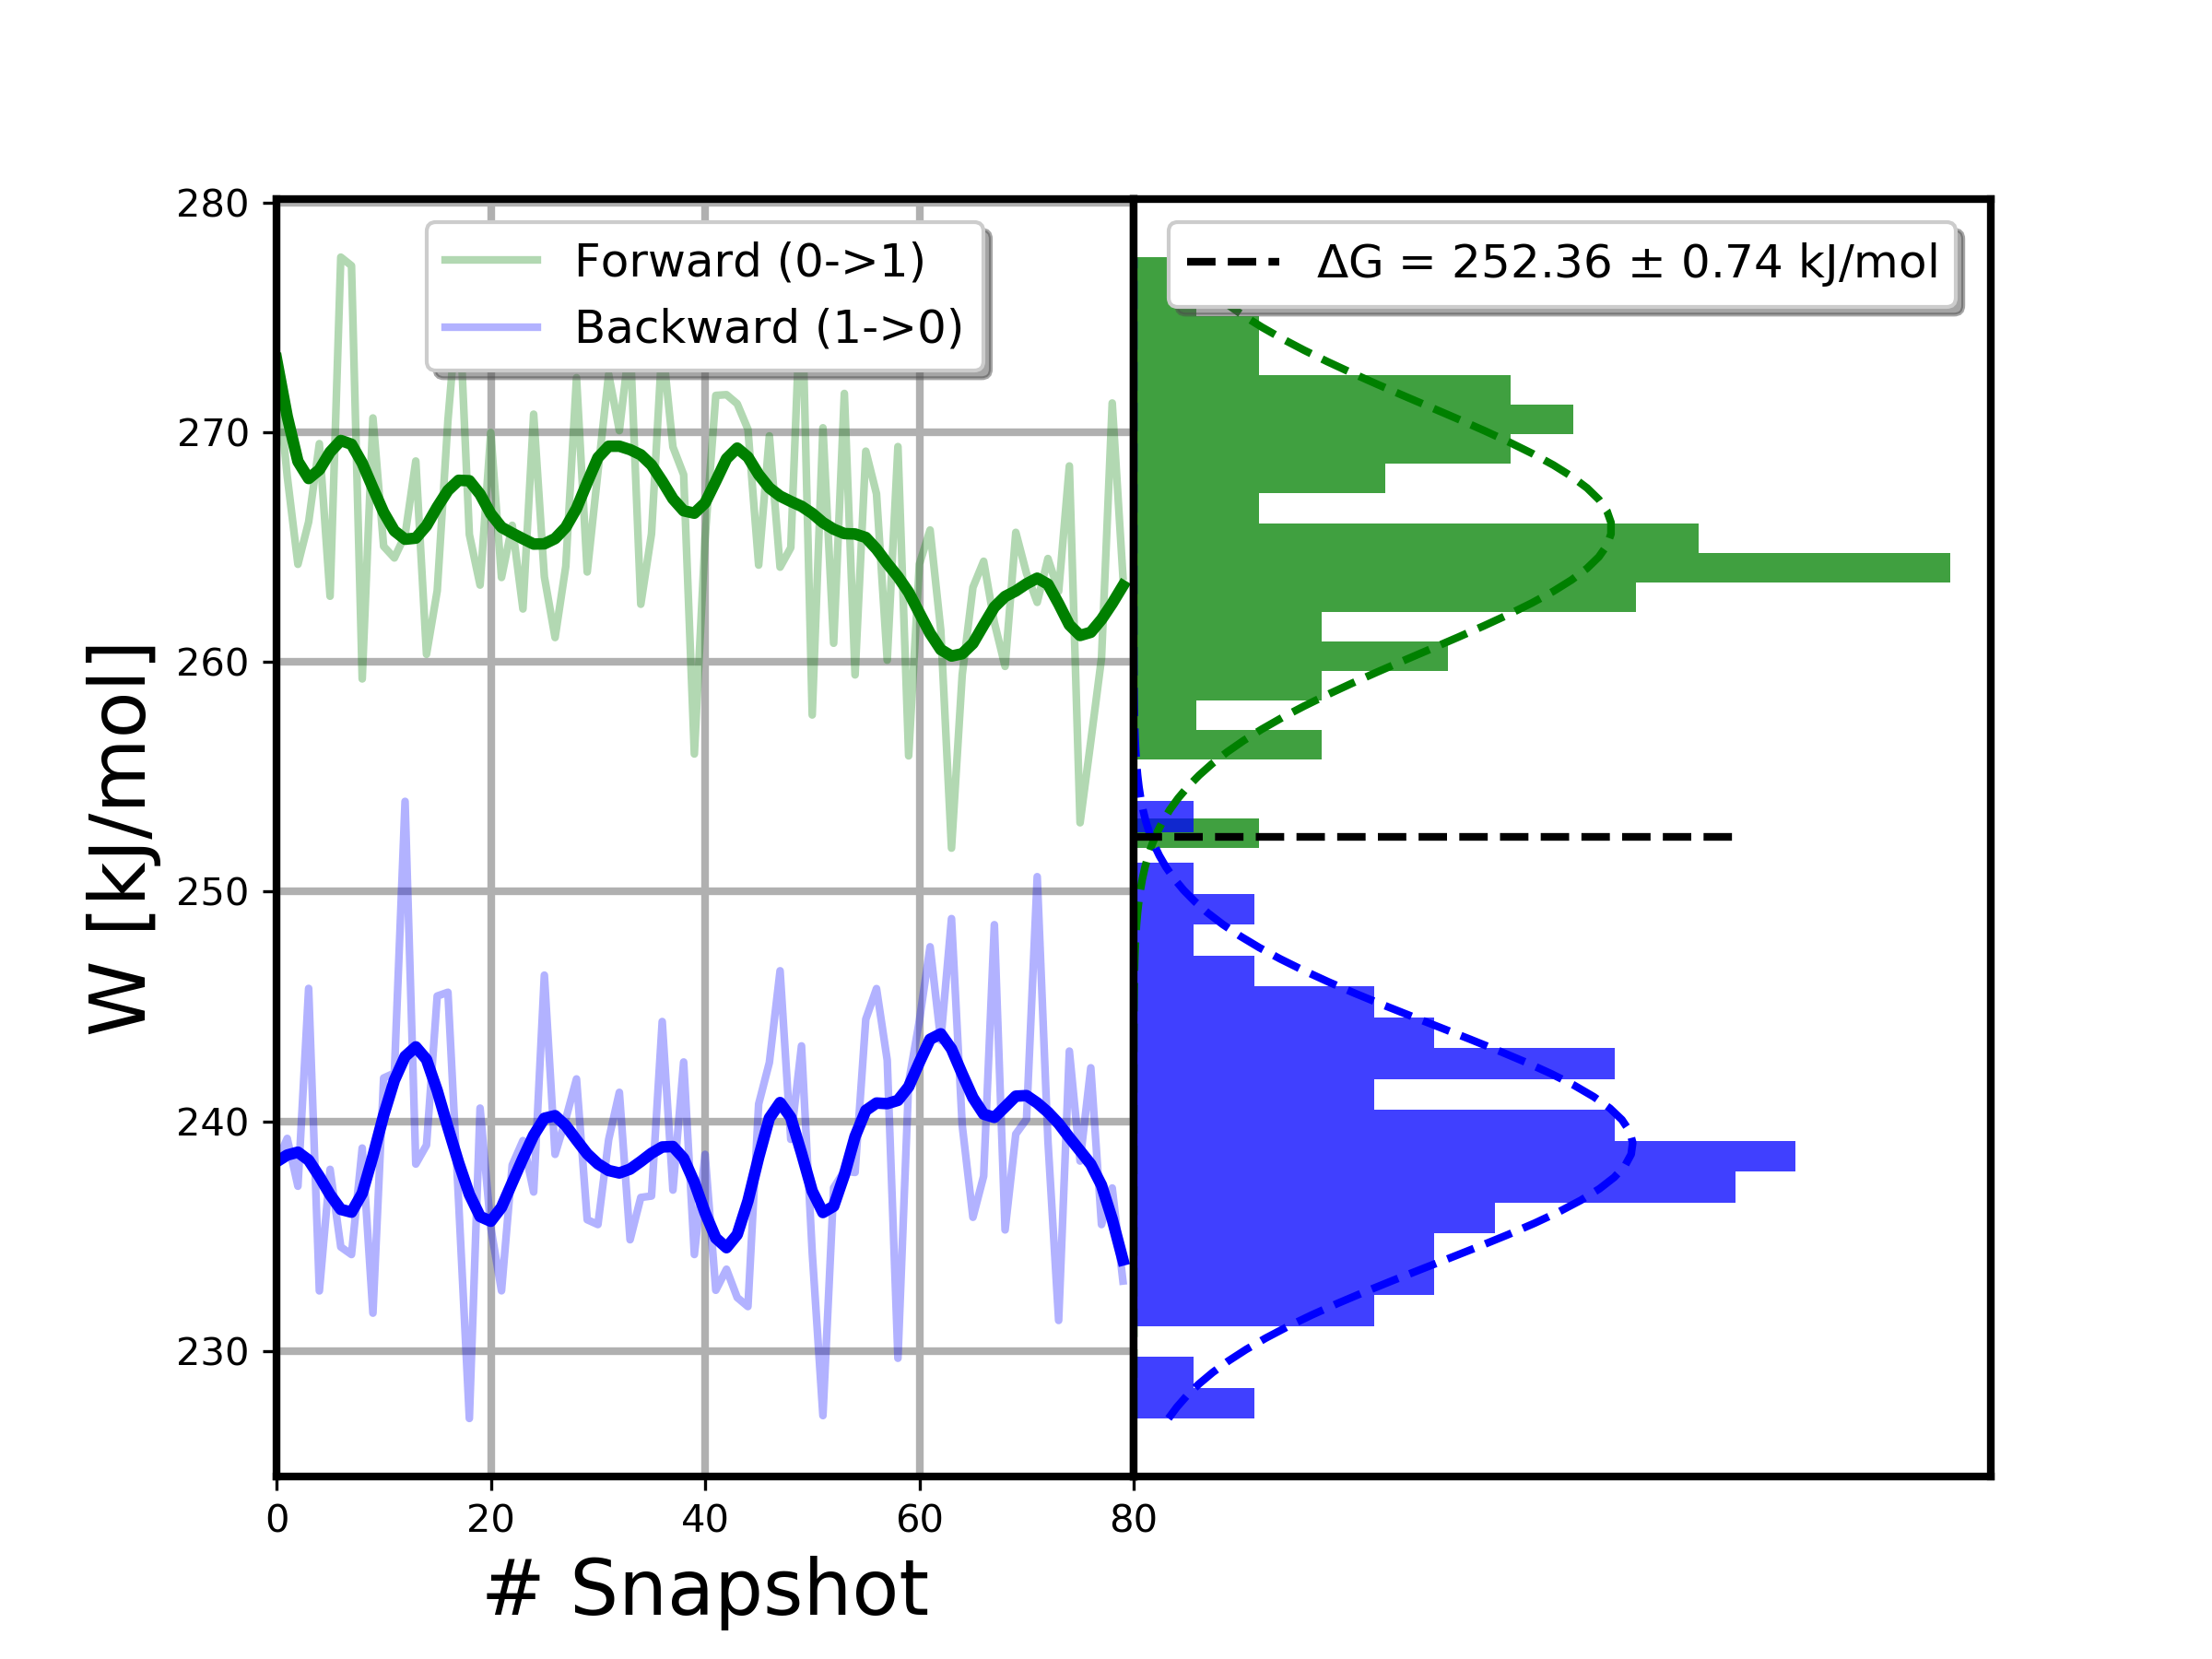 280
270
260
250
240
230
W [kJ/mol]
Forward (0->1)
Backward (1->0)
ΔG = 252.36 ± 0.74 kJ/mol
0 20 40 60 80
# Snapshot